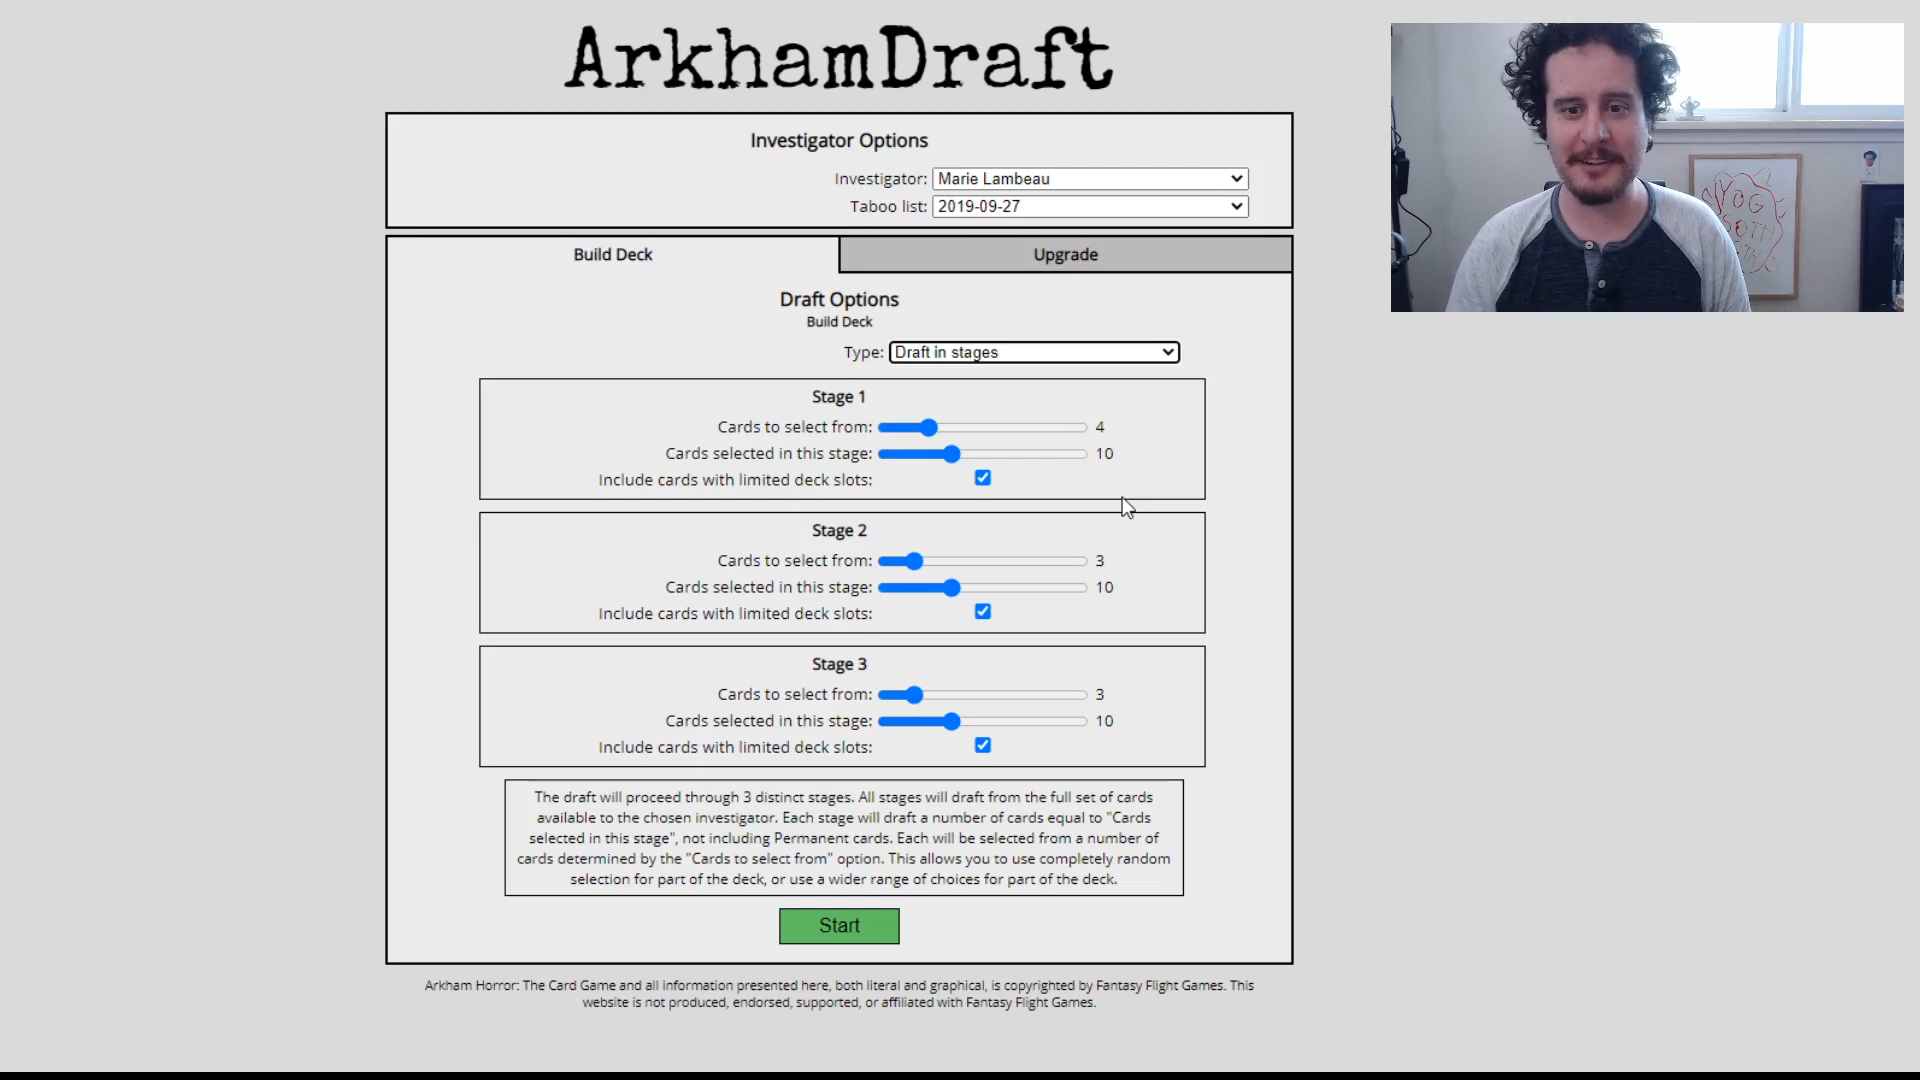 ArkhamDraft
Investigator Options
Investigator: Marie Lambeau
Taboo list: 2019-09-27
Build Deck
Upgrade
Draft Options
Build Deck
Type: Draft in stages
Stage 1
Cards to select from: 4
Cards selected in this stage: 10
Include cards with limited deck slots:
Stage 2
Cards to select from: 3
Cards selected in this stage: 10
Include cards with limited deck slots:
Stage 3
Cards to select from: 3
Cards selected in this stage: 10
Include cards with limited deck slots:
The draft will proceed through 3 distinct stages. All stages will draft from the full set of cards
available to the chosen investigator. Each stage will draft a number of cards equal to "Cards
selected in this stage", not including Permanent cards. Each will be selected from a number of
cards determined by the "Cards to select from" option. This allows you to use completely random
selection for part of the deck, or use a wider range of choices for part of the deck.
Start
Arkham Horror: The Card Game and all information presented here, both literal and graphical, is copyrighted by Fantasy Flight Games. This
website is not produced, endorsed, supported, or affiliated with Fantasy Flight Games.
YOG